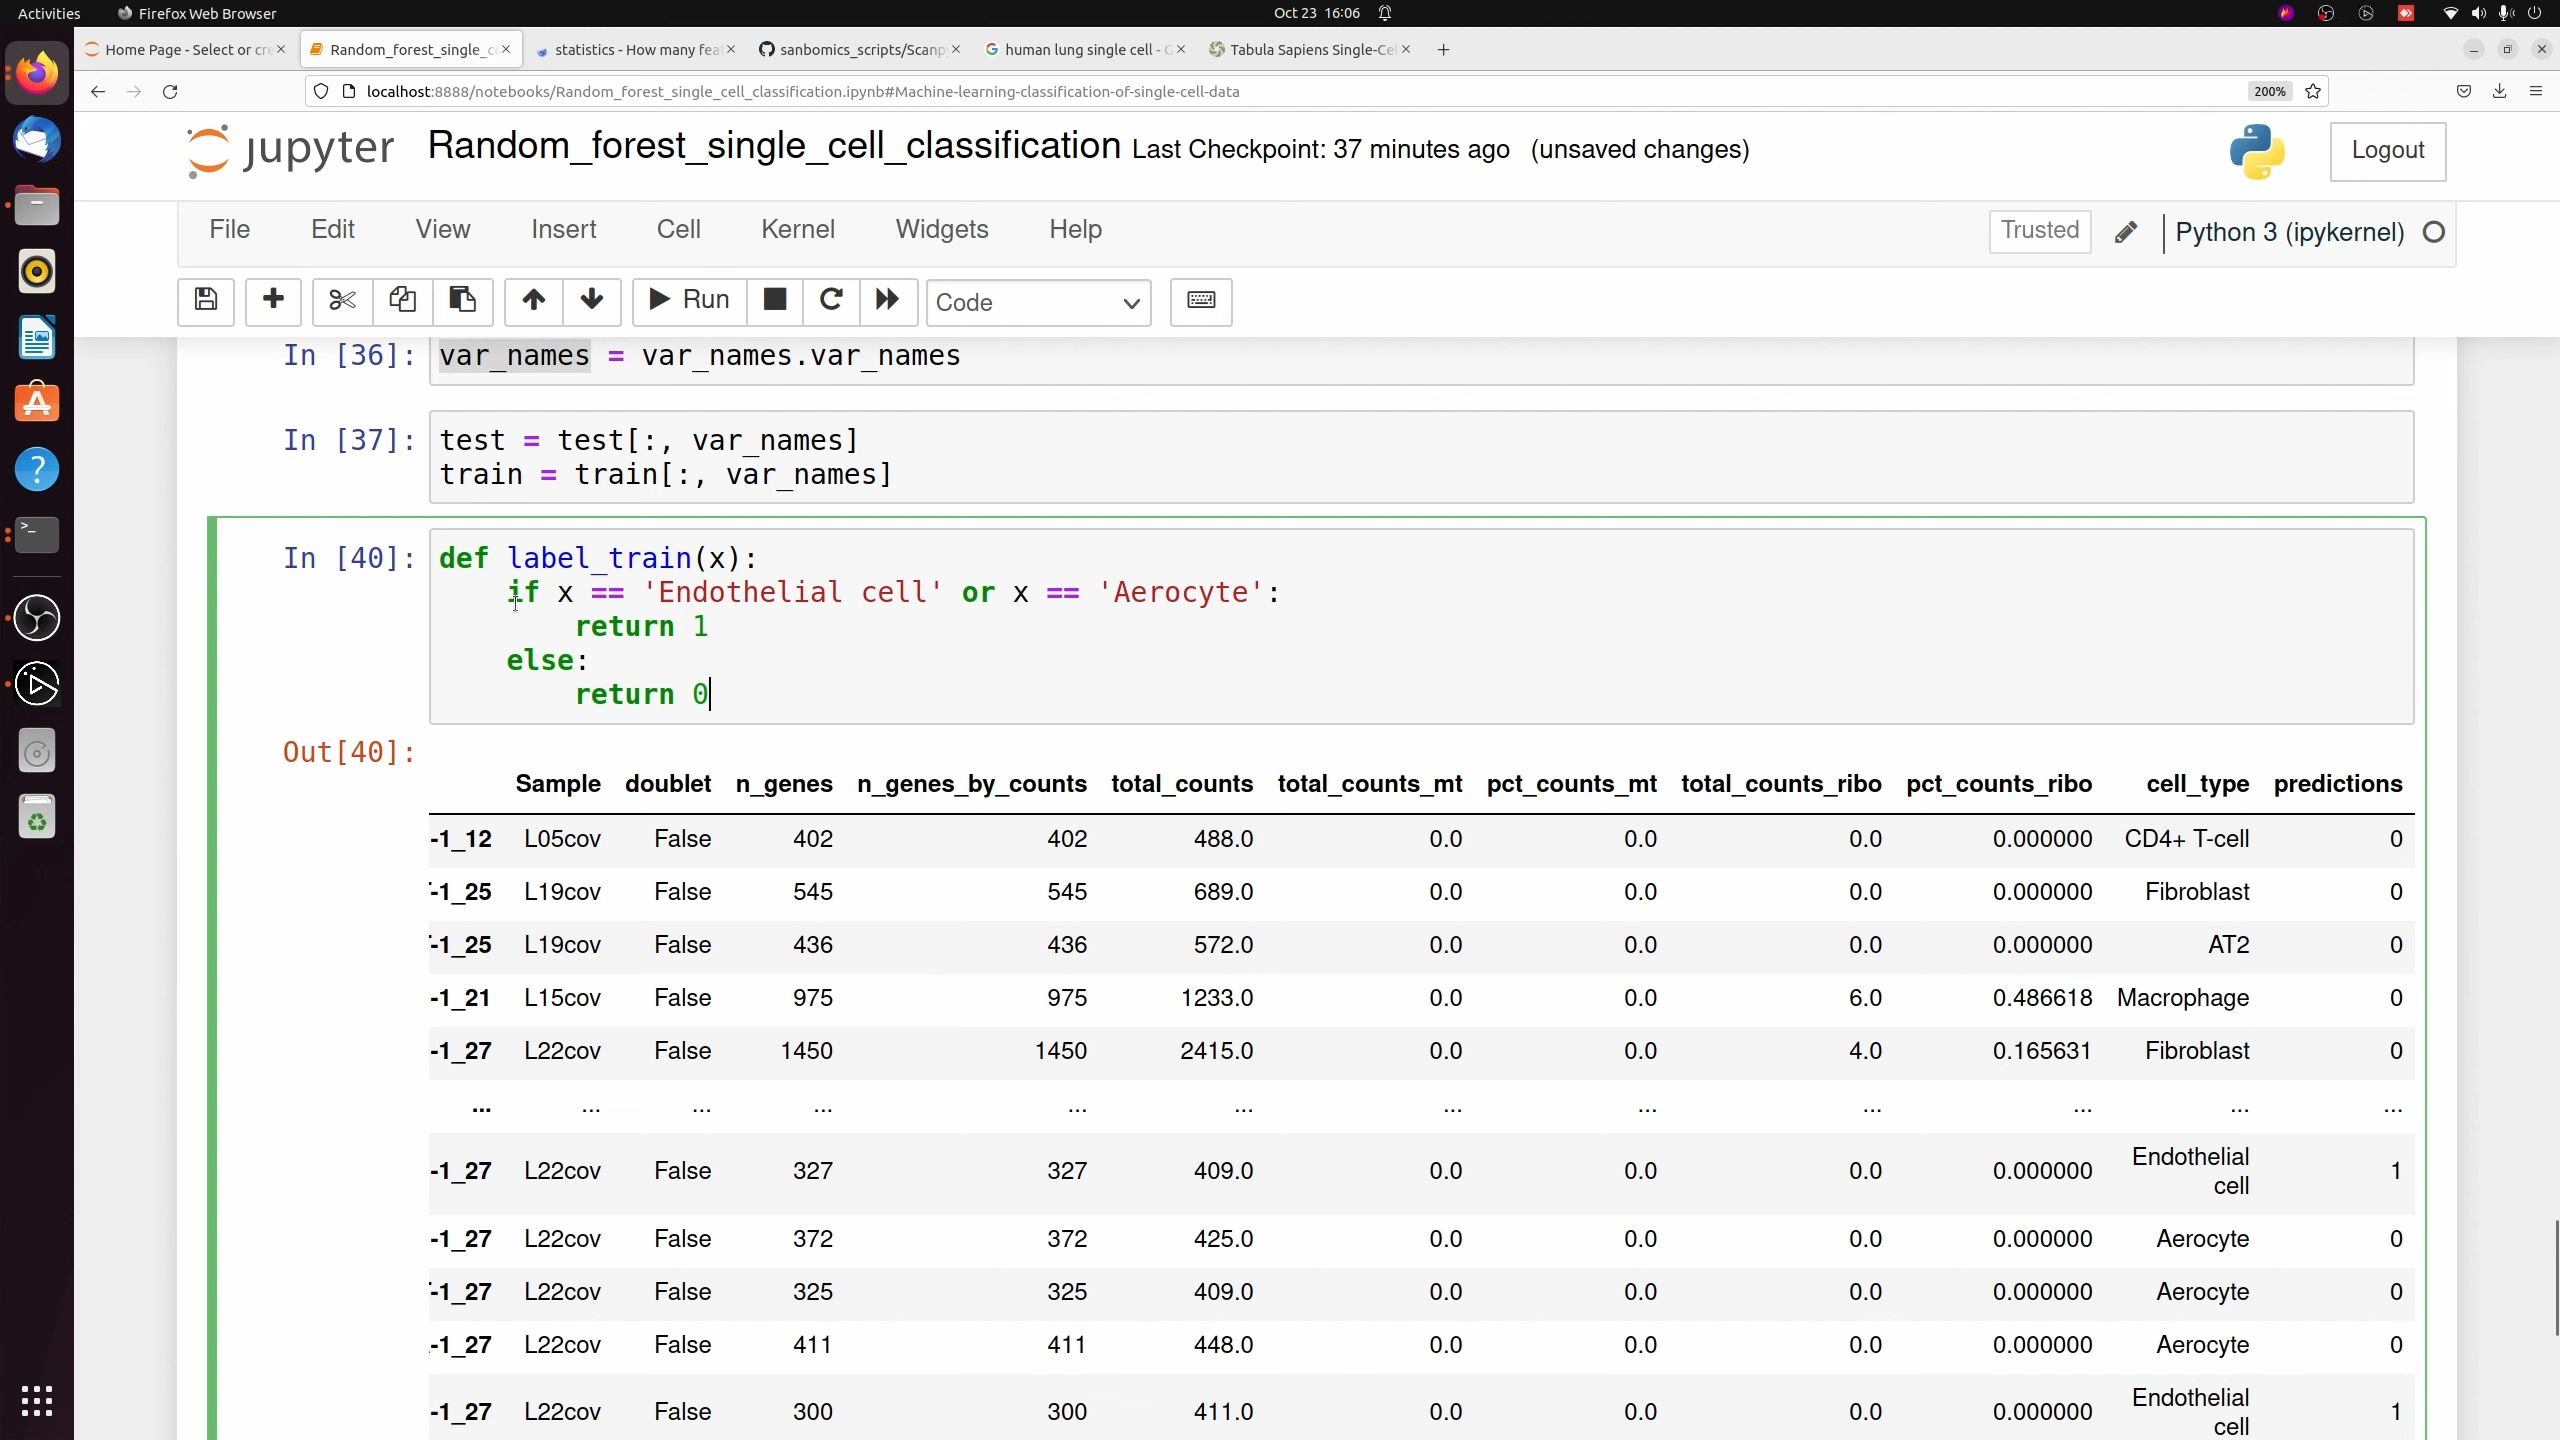 Activities Firefox Web Browser Oct 23 16:06
Home Page - Select or cre Random_forest_single_ce statistics - How many fea sanbomics_scripts/Scanp human lung single cell - G Tabula Sapiens Single-Cel
localhost:8888/notebooks/Random_forest_single_cell_classification.ipynb#Machine-learning-classification-of-single-cell-data 200%
jupyter Random_forest_single_cell_classification Last Checkpoint: 37 minutes ago (unsaved changes) Logout
File Edit View Insert Cell Kernel Widgets Help Trusted Python 3 (ipykernel)
Run Code
In [36]: var_names = var_names.var_names
In [37]: test = test[:, var_names]
train = train[:, var_names]
In [40]: def label_train(x):
if x == 'Endothelial cell' or x == 'Aerocyte':
return 1
else:
return 0
Out[40]:
Sample doublet n_genes n_genes_by_counts total_counts total_counts_mt pct_counts_mt total_counts_ribo pct_counts_ribo cell_type predictions
-1_12 L05cov False 402 402 488.0 0.0 0.0 0.0 0.000000 CD4+ T-cell 0
-1_25 L19cov False 545 545 689.0 0.0 0.0 0.0 0.000000 Fibroblast 0
-1_25 L19cov False 436 436 572.0 0.0 0.0 0.0 0.000000 AT2 0
-1_21 L15cov False 975 975 1233.0 0.0 0.0 6.0 0.486618 Macrophage 0
-1_27 L22cov False 1450 1450 2415.0 0.0 0.0 4.0 0.165631 Fibroblast 0
... ... ... ... ... ... ... ... ... ... ... ...
-1_27 L22cov False 327 327 409.0 0.0 0.0 0.0 0.000000 Endothelial cell 1
-1_27 L22cov False 372 372 425.0 0.0 0.0 0.0 0.000000 Aerocyte 0
-1_27 L22cov False 325 325 409.0 0.0 0.0 0.0 0.000000 Aerocyte 0
-1_27 L22cov False 411 411 448.0 0.0 0.0 0.0 0.000000 Aerocyte 0
-1_27 L22cov False 300 300 411.0 0.0 0.0 0.0 0.000000 Endothelial cell 1